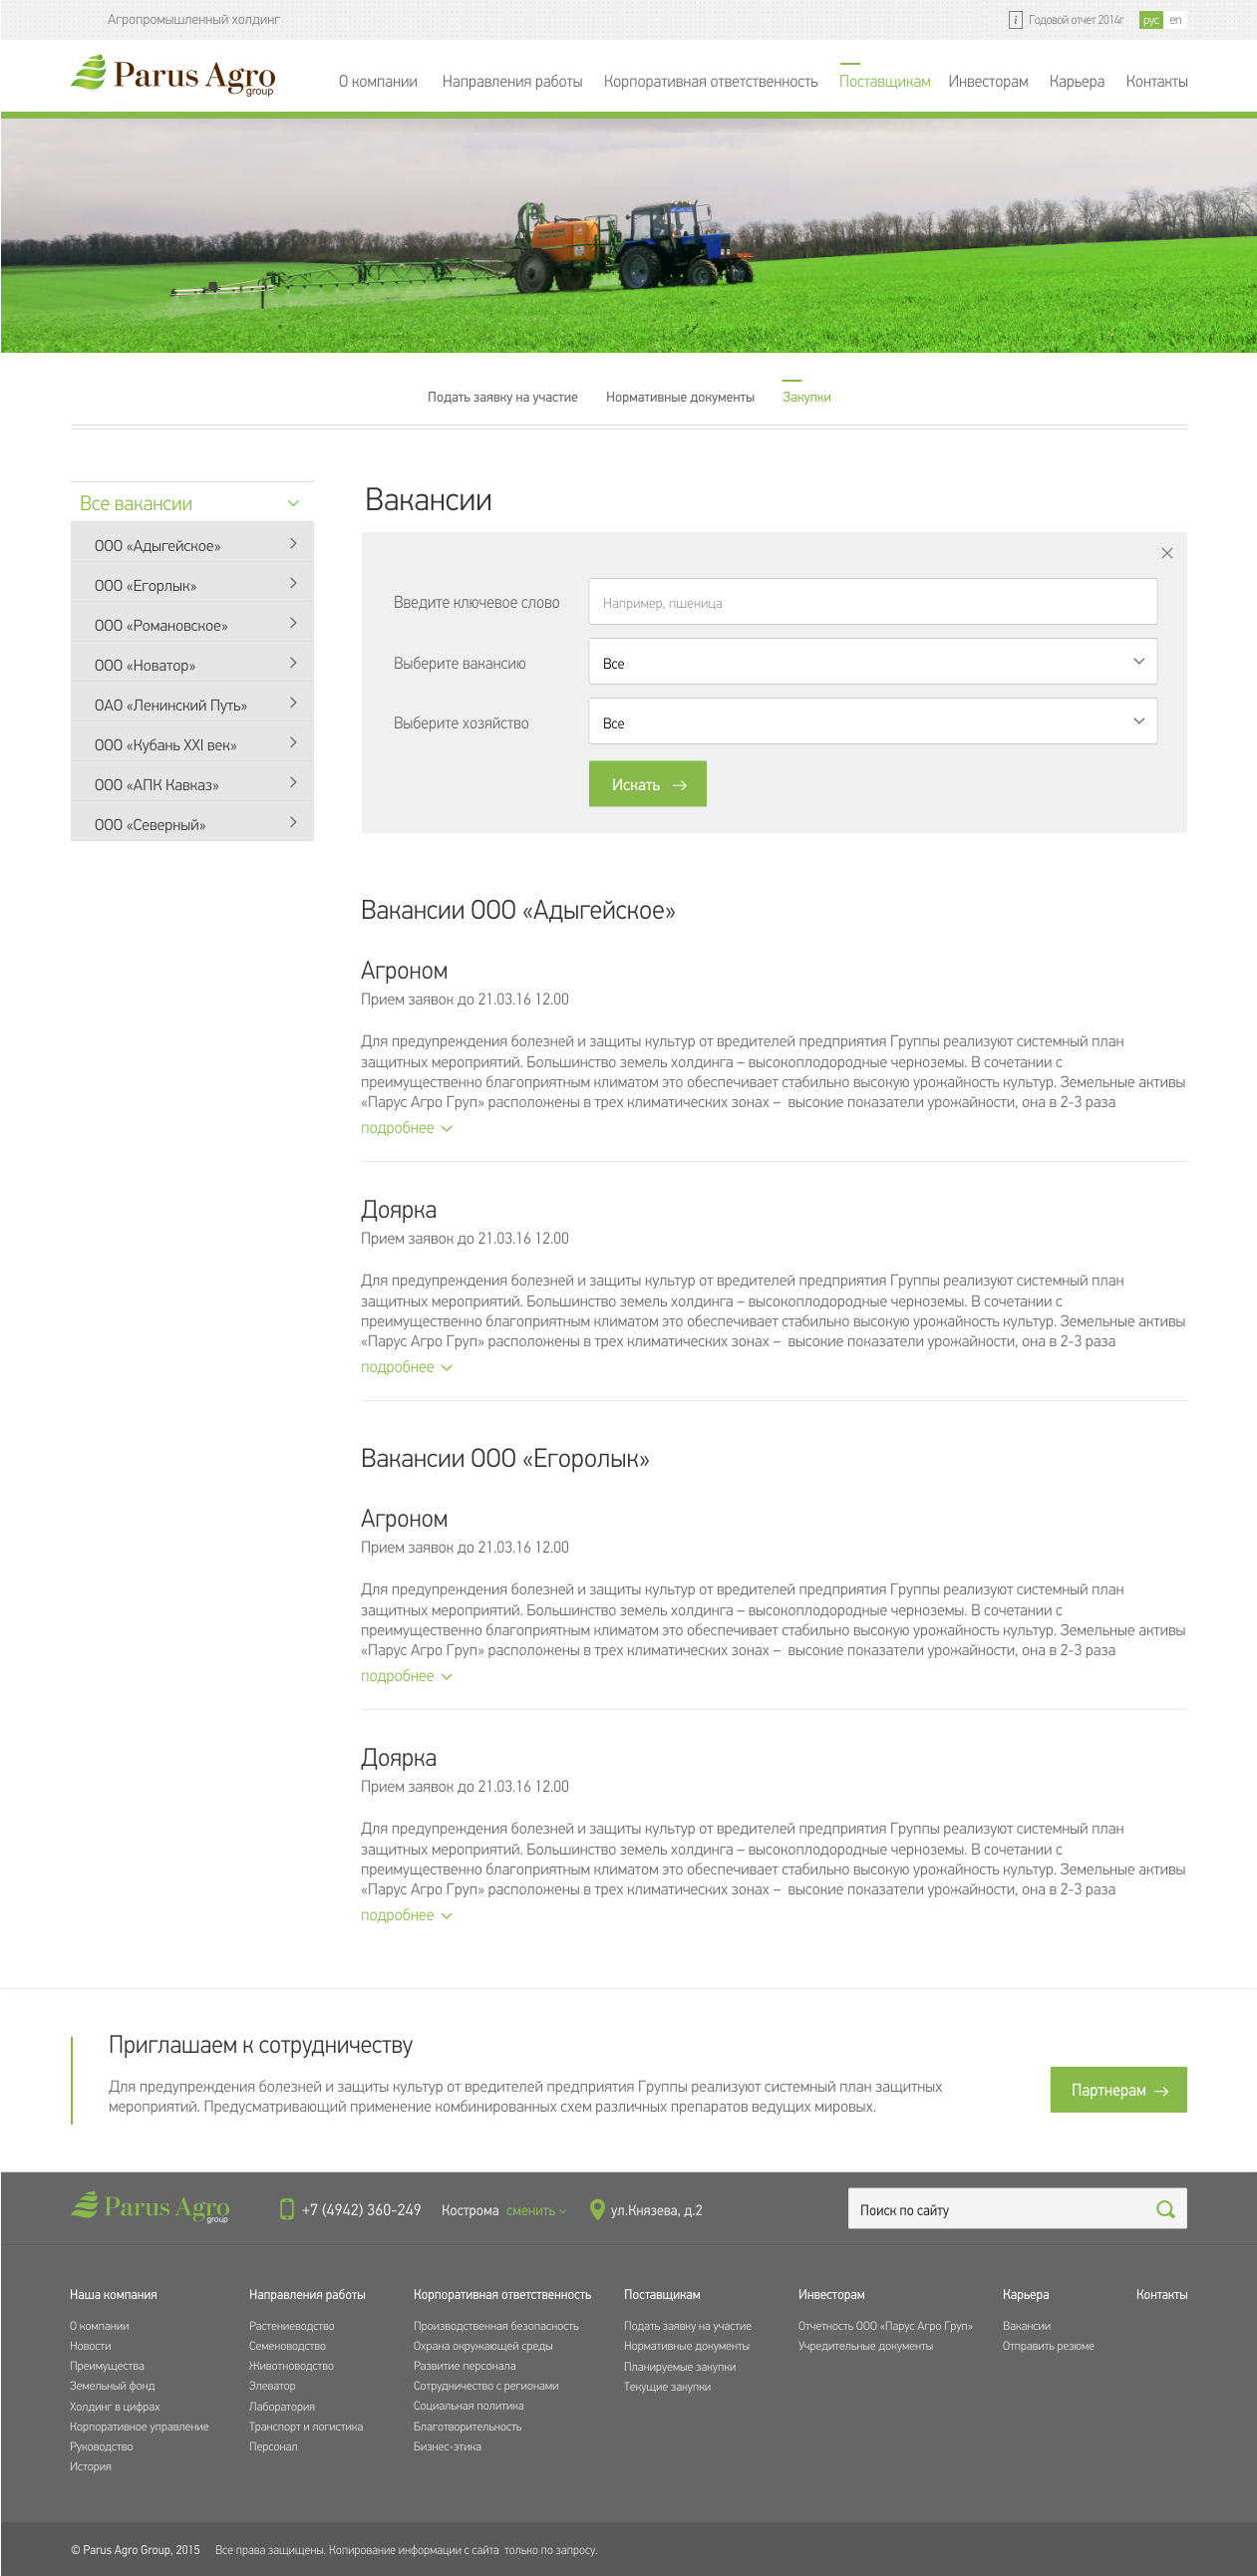 Агропромышленный холдинг
i Годовой отчет 2014г рус en
Parus Agro
group
О компании Направления работы Корпоративная ответственность Поставщикам Инвесторам Карьера Контакты
Подать заявку на участие Нормативные документы Закупки
Все вакансии
ООО «Адыгейское»
ООО «Егорлык»
ООО «Романовское»
ООО «Новатор»
ОАО «Ленинский Путь»
ООО «Кубань XXI век»
ООО «АПК Кавказ»
ООО «Северный»
Вакансии
Введите ключевое слово Например, пшеница
Выберите вакансию Все
Выберите хозяйство Все
Искать
Вакансии ООО «Адыгейское»
Агроном
Прием заявок до 21.03.16 12.00
Для предупреждения болезней и защиты культур от вредителей предприятия Группы реализуют системный план
защитных мероприятий. Большинство земель холдинга – высокоплодородные черноземы. В сочетании с
преимущественно благоприятным климатом это обеспечивает стабильно высокую урожайность культур. Земельные активы
«Парус Агро Груп» расположены в трех климатических зонах – высокие показатели урожайности, она в 2-3 раза
подробнее
Доярка
Прием заявок до 21.03.16 12.00
Для предупреждения болезней и защиты культур от вредителей предприятия Группы реализуют системный план
защитных мероприятий. Большинство земель холдинга – высокоплодородные черноземы. В сочетании с
преимущественно благоприятным климатом это обеспечивает стабильно высокую урожайность культур. Земельные активы
«Парус Агро Груп» расположены в трех климатических зонах – высокие показатели урожайности, она в 2-3 раза
подробнее
Вакансии ООО «Егоролык»
Агроном
Прием заявок до 21.03.16 12.00
Для предупреждения болезней и защиты культур от вредителей предприятия Группы реализуют системный план
защитных мероприятий. Большинство земель холдинга – высокоплодородные черноземы. В сочетании с
преимущественно благоприятным климатом это обеспечивает стабильно высокую урожайность культур. Земельные активы
«Парус Агро Груп» расположены в трех климатических зонах – высокие показатели урожайности, она в 2-3 раза
подробнее
Доярка
Прием заявок до 21.03.16 12.00
Для предупреждения болезней и защиты культур от вредителей предприятия Группы реализуют системный план
защитных мероприятий. Большинство земель холдинга – высокоплодородные черноземы. В сочетании с
преимущественно благоприятным климатом это обеспечивает стабильно высокую урожайность культур. Земельные активы
«Парус Агро Груп» расположены в трех климатических зонах – высокие показатели урожайности, она в 2-3 раза
подробнее
Приглашаем к сотрудничеству
Для предупреждения болезней и защиты культур от вредителей предприятия Группы реализуют системный план защитных
мероприятий. Предусматривающий применение комбинированных схем различных препаратов ведущих мировых.
Партнерам
Parus Agro
group
+7 (4942) 360-249 Кострома сменить ул.Князева, д.2 Поиск по сайту
Наша компания
О компании
Новости
Преимущества
Земельный фонд
Холдинг в цифрах
Корпоративное управление
Руководство
История
Направления работы
Растениеводство
Семеноводство
Животноводство
Элеватор
Лаборатория
Транспорт и логистика
Персонал
Корпоративная ответственность
Производственная безопасность
Охрана окружающей среды
Развитие персонала
Сотрудничество с регионами
Социальная политика
Благотворительность
Бизнес-этика
Поставщикам
Подать заявку на участие
Нормативные документы
Планируемые закупки
Текущие закупки
Инвесторам
Отчетность ООО «Парус Агро Груп»
Учредительные документы
Карьера
Вакансии
Отправить резюме
Контакты
© Parus Agro Group, 2015 Все права защищены. Копирование информации с сайта только по запросу.